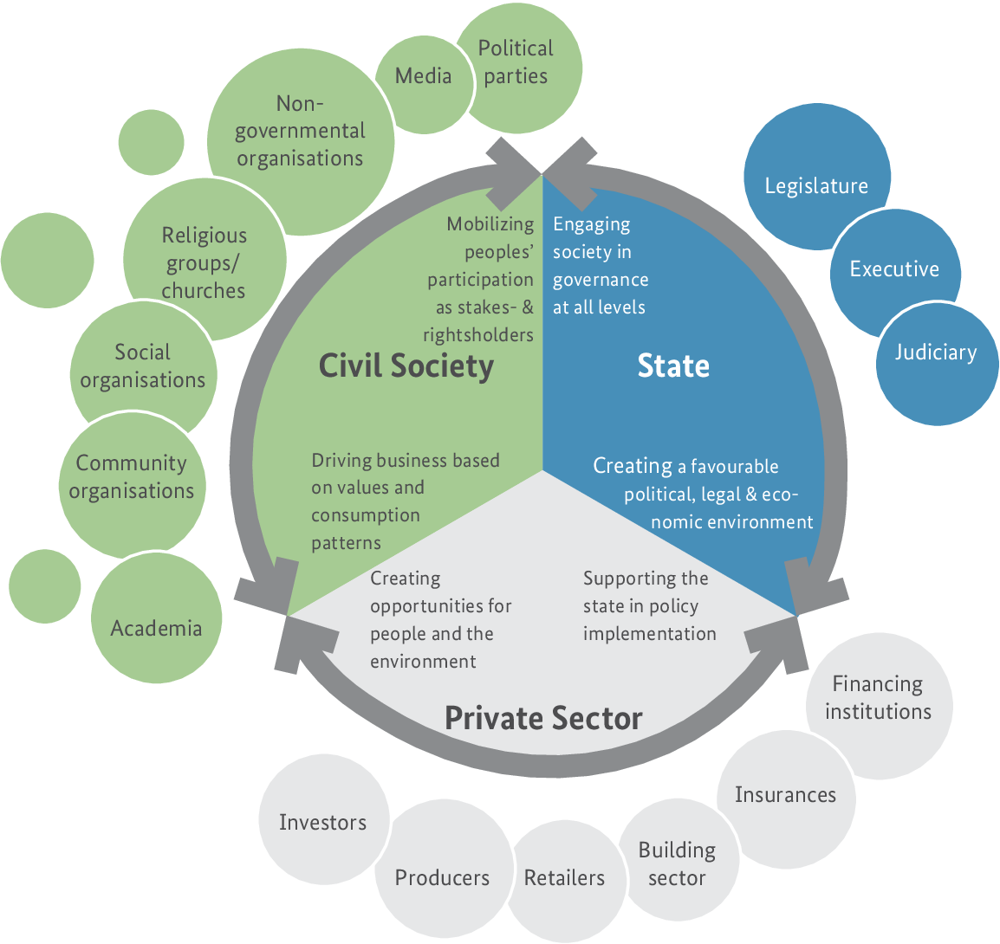 Political
parties
Media
Non-
governmental
organisations
Religious
groups/
churches
Social
organisations
Community
organisations
Academia
Legislature
Executive
Judiciary
Mobilizing
peoples’
participation
as stakes- &
rightsholders
Civil Society
Driving business based
on values and
consumption
patterns
Engaging
society in
governance
at all levels
State
Creating a favourable
political, legal & eco-
nomic environment
Creating
opportunities for
people and the
environment
Supporting the
state in policy
implementation
Private Sector
Investors
Producers
Retailers
Building
sector
Insurances
Financing
institutions